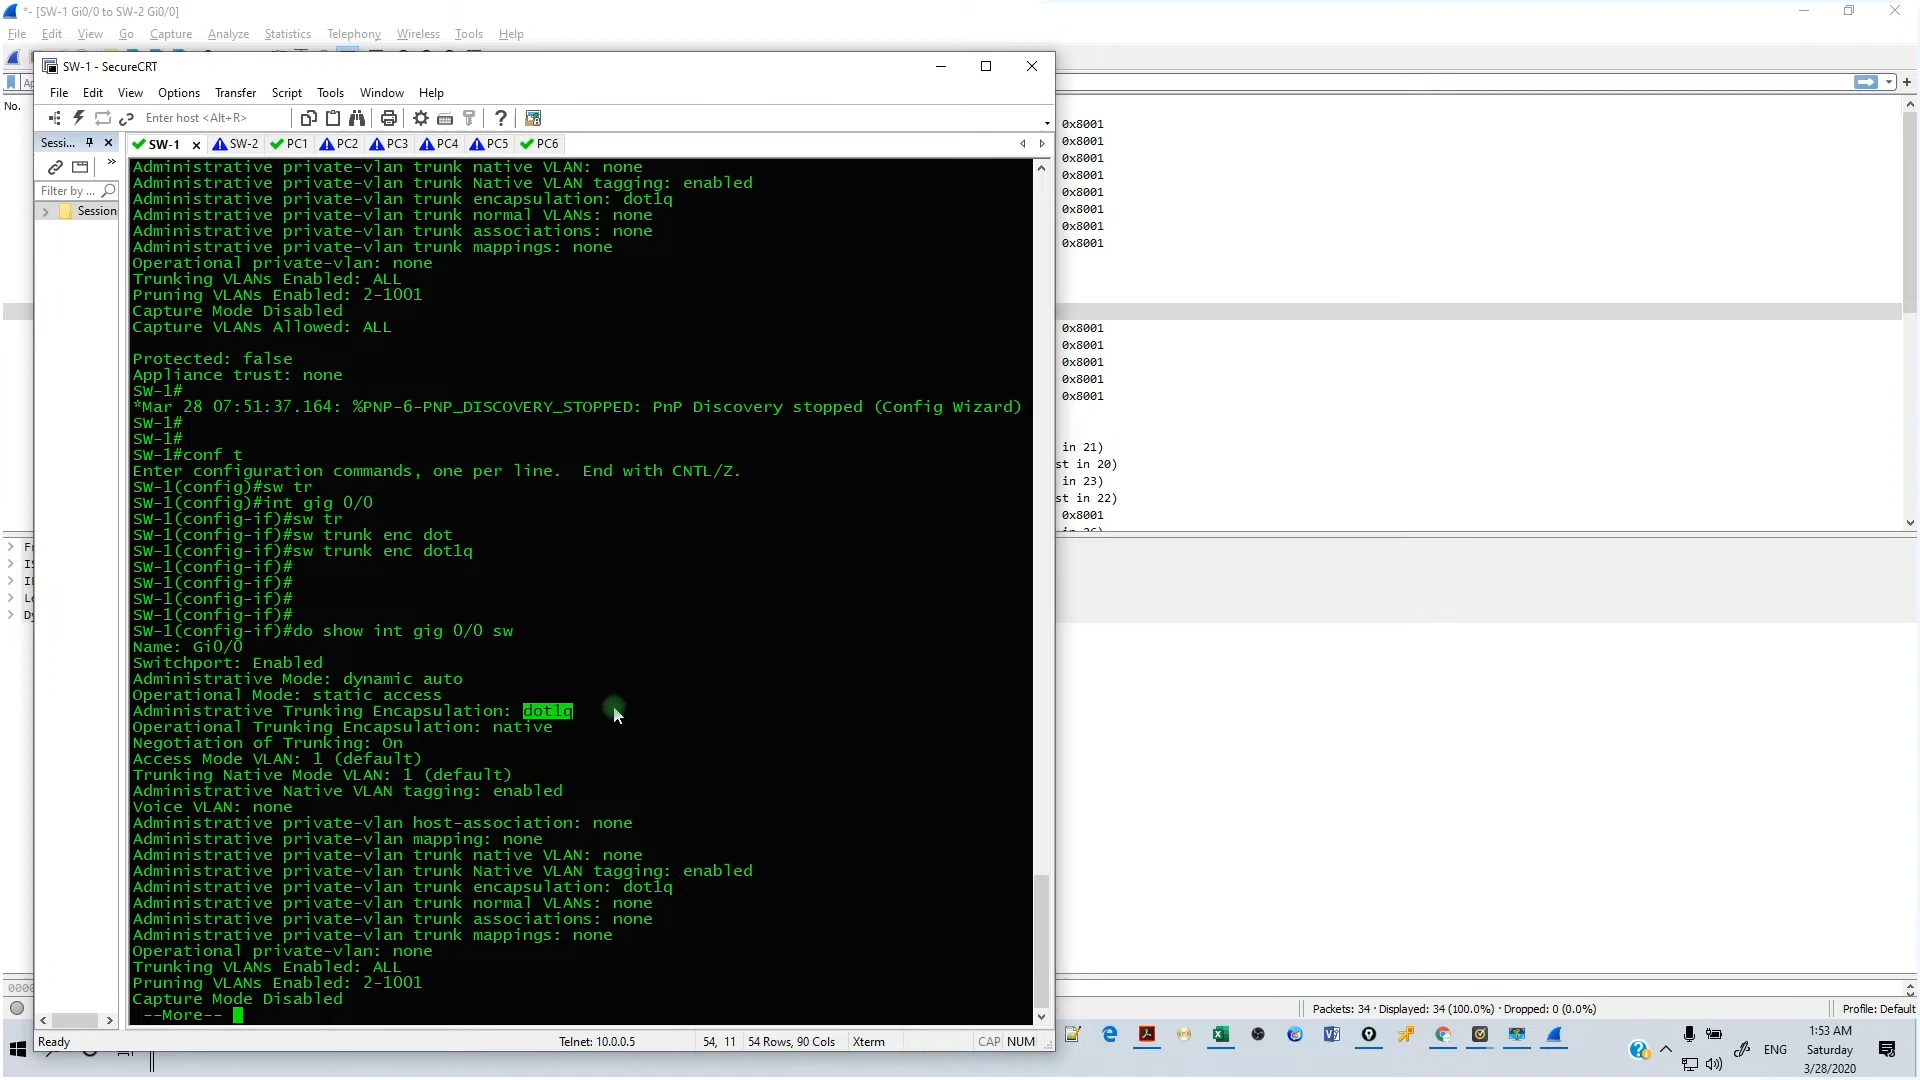 *- [SW-1 Gi0/0 to SW-2 Gi0/0]
File Edit View Go Capture Analyze Statistics Telephony Wireless Tools Help
SW-1 - SecureCRT
File Edit View Options Transfer Script Tools Window Help
Enter host <Alt+R>
No.
Sessi...
SW-1 SW-2 PC1 PC2 PC3 PC4 PC5 PC6
Filter by ...
Session
Administrative private-vlan trunk native VLAN: none
Administrative private-vlan trunk Native VLAN tagging: enabled
Administrative private-vlan trunk encapsulation: dot1q
Administrative private-vlan trunk normal VLANs: none
Administrative private-vlan trunk associations: none
Administrative private-vlan trunk mappings: none
Operational private-vlan: none
Trunking VLANs Enabled: ALL
Pruning VLANs Enabled: 2-1001
Capture Mode Disabled
Capture VLANs Allowed: ALL
Protected: false
Appliance trust: none
SW-1#
*Mar 28 07:51:37.164: %PNP-6-PNP_DISCOVERY_STOPPED: PnP Discovery stopped (Config Wizard)
SW-1#
SW-1#
SW-1#conf t
Enter configuration commands, one per line.  End with CNTL/Z.
SW-1(config)#sw tr
SW-1(config)#int gig 0/0
SW-1(config-if)#sw tr
SW-1(config-if)#sw trunk enc dot
SW-1(config-if)#sw trunk enc dot1q
SW-1(config-if)#
SW-1(config-if)#
SW-1(config-if)#
SW-1(config-if)#
SW-1(config-if)#do show int gig 0/0 sw
Name: Gi0/0
Switchport: Enabled
Administrative Mode: dynamic auto
Operational Mode: static access
Administrative Trunking Encapsulation: dot1q
Operational Trunking Encapsulation: native
Negotiation of Trunking: On
Access Mode VLAN: 1 (default)
Trunking Native Mode VLAN: 1 (default)
Administrative Native VLAN tagging: enabled
Voice VLAN: none
Administrative private-vlan host-association: none
Administrative private-vlan mapping: none
Administrative private-vlan trunk native VLAN: none
Administrative private-vlan trunk Native VLAN tagging: enabled
Administrative private-vlan trunk encapsulation: dot1q
Administrative private-vlan trunk normal VLANs: none
Administrative private-vlan trunk associations: none
Administrative private-vlan trunk mappings: none
Operational private-vlan: none
Trunking VLANs Enabled: ALL
Pruning VLANs Enabled: 2-1001
Capture Mode Disabled
--More--
Ready Telnet: 10.0.0.5 54, 11 54 Rows, 90 Cols Xterm CAP NUM
0x8001
0x8001
0x8001
0x8001
0x8001
0x8001
0x8001
0x8001
0x8001
0x8001
0x8001
0x8001
0x8001
in 21)
st in 20)
in 23)
st in 22)
0x8001
0000
Packets: 34 · Displayed: 34 (100.0%) · Dropped: 0 (0.0%) Profile: Default
ENG
1:53 AM
Saturday
3/28/2020